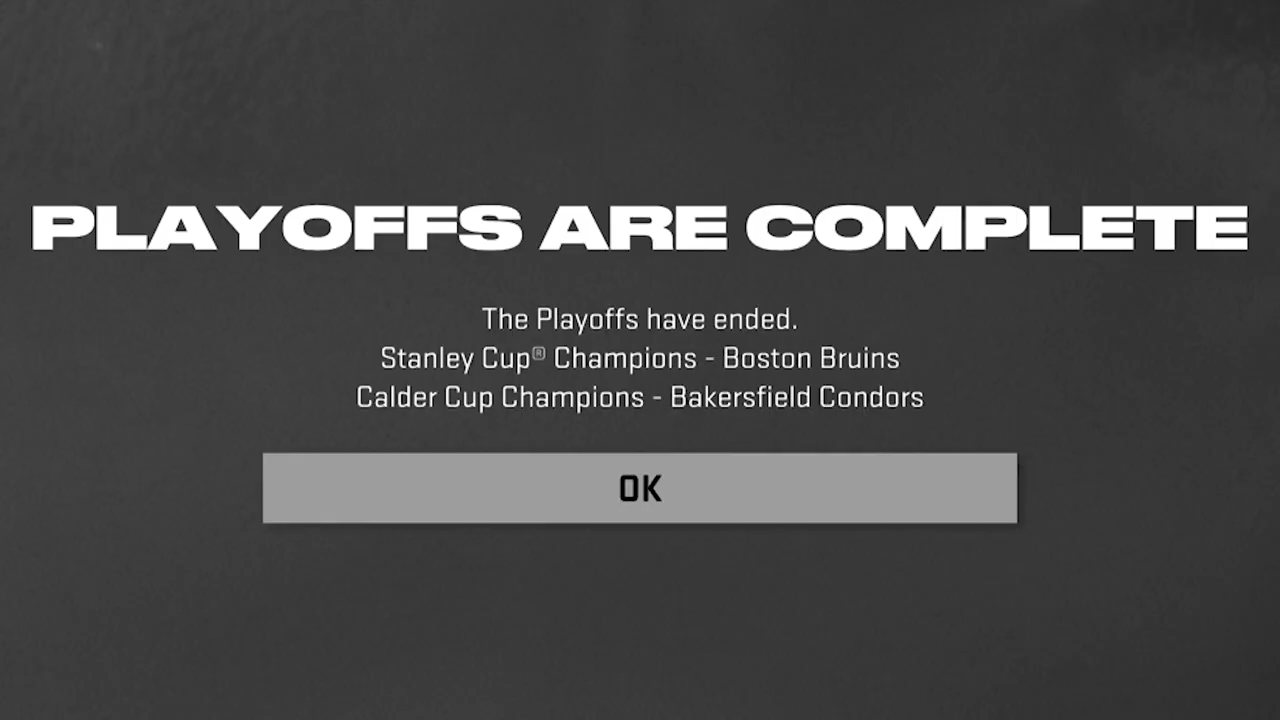 PLAYOFFS ARE COMPLETE
The Playoffs have ended.
Stanley Cup® Champions - Boston Bruins
Calder Cup Champions - Bakersfield Condors
OK